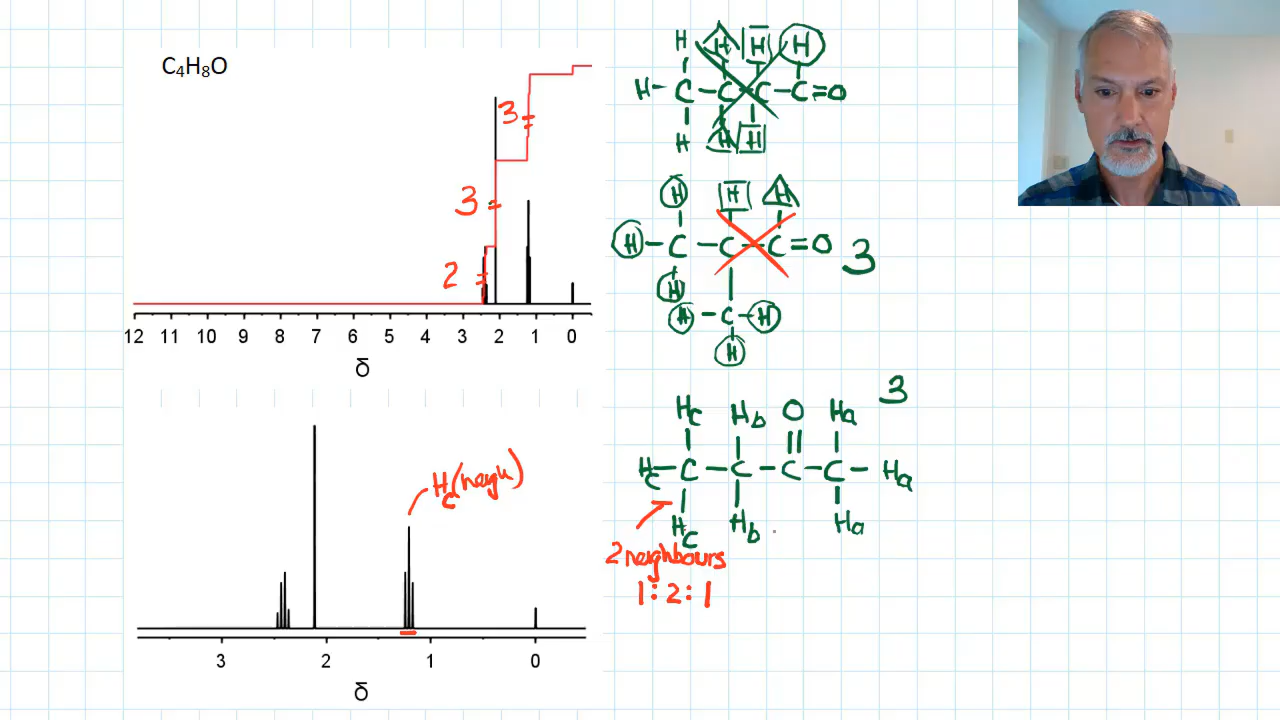 C₄H₈O
3
3
2
12 11 10 9 8 7 6 5 4 3 2 1 0
δ
Hc (neigh)
3 2 1 0
δ
H H H H
H-C-C-C-C=O
H H H
H H H
H-C-C-C=O 3
H
H-C-H
H
3
Hc Hb O Ha
Hc-C-C-C-C-Ha
Hc Hb Ha
2 neighbours
1:2:1